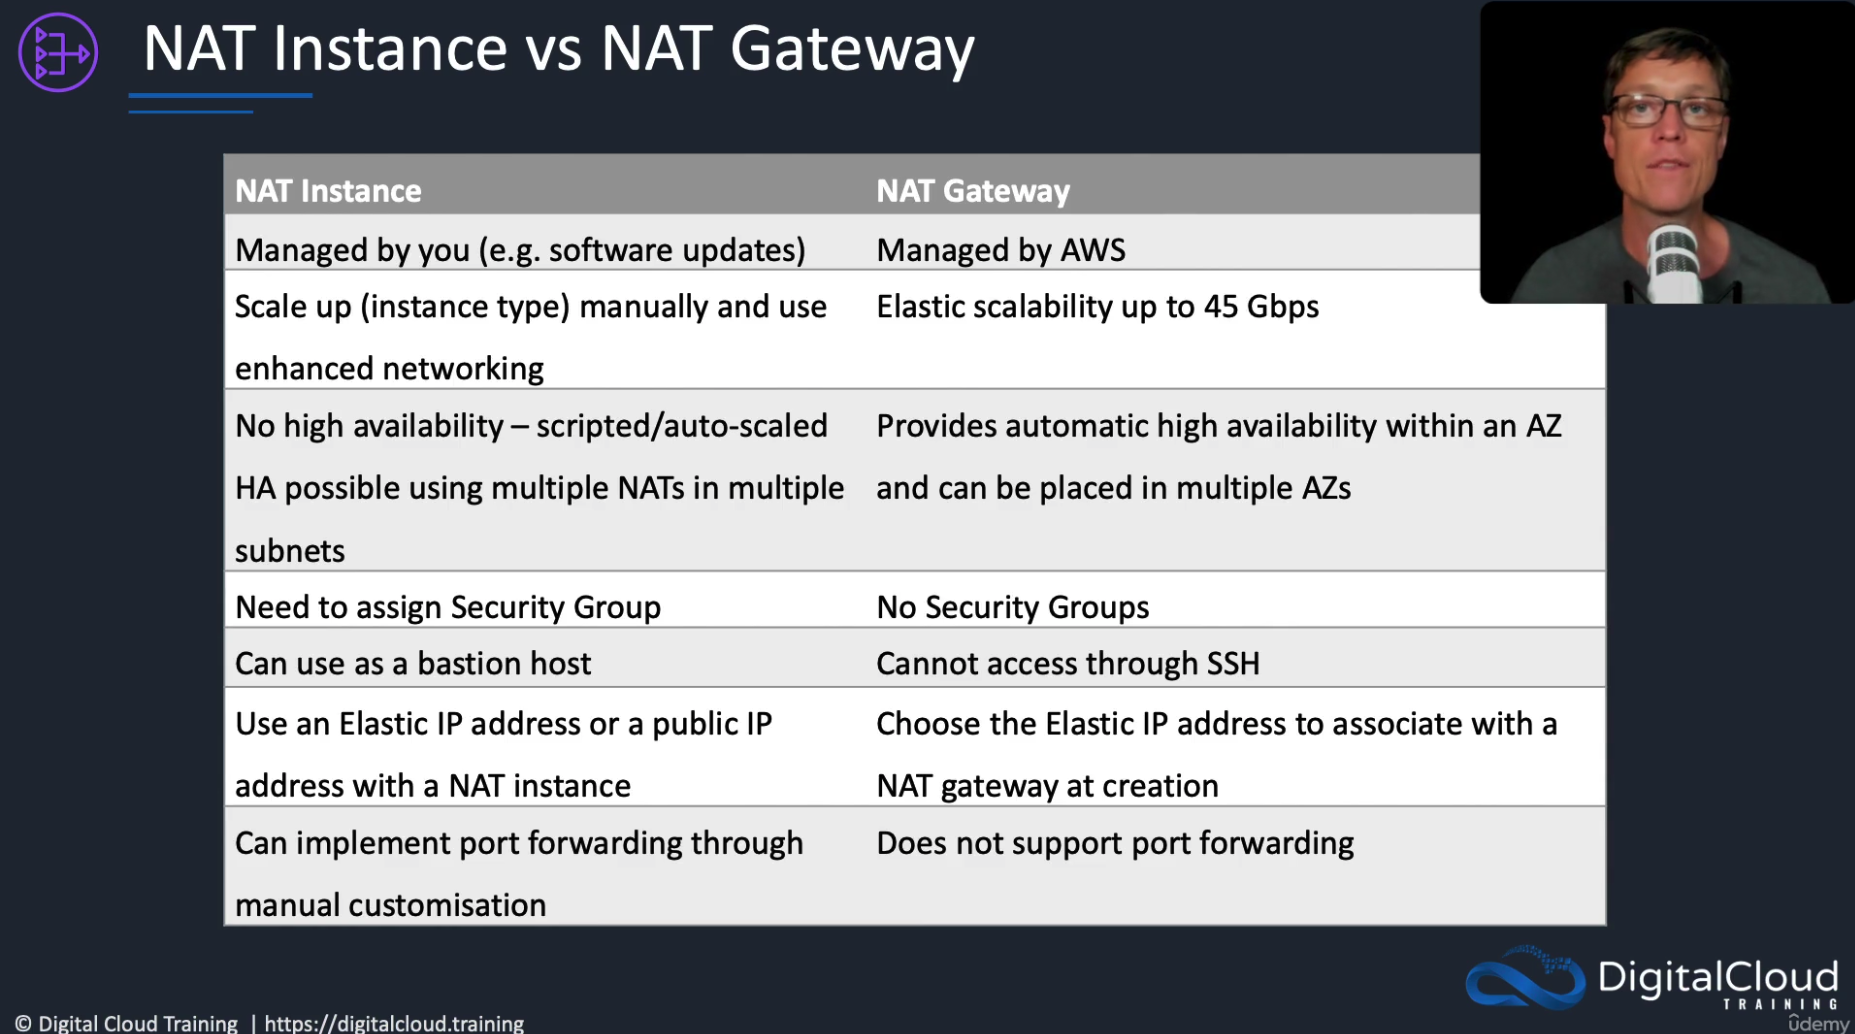 NAT Instance vs NAT Gateway
NAT Instance
NAT Gateway
Managed by you (e.g. software updates)
Managed by AWS
Scale up (instance type) manually and use
enhanced networking
Elastic scalability up to 45 Gbps
No high availability – scripted/auto-scaled
HA possible using multiple NATs in multiple
subnets
Provides automatic high availability within an AZ
and can be placed in multiple AZs
Need to assign Security Group
No Security Groups
Can use as a bastion host
Cannot access through SSH
Use an Elastic IP address or a public IP
address with a NAT instance
Choose the Elastic IP address to associate with a
NAT gateway at creation
Can implement port forwarding through
manual customisation
Does not support port forwarding
DigitalCloud
TRAINING
© Digital Cloud Training | https://digitalcloud.training
ûdemy